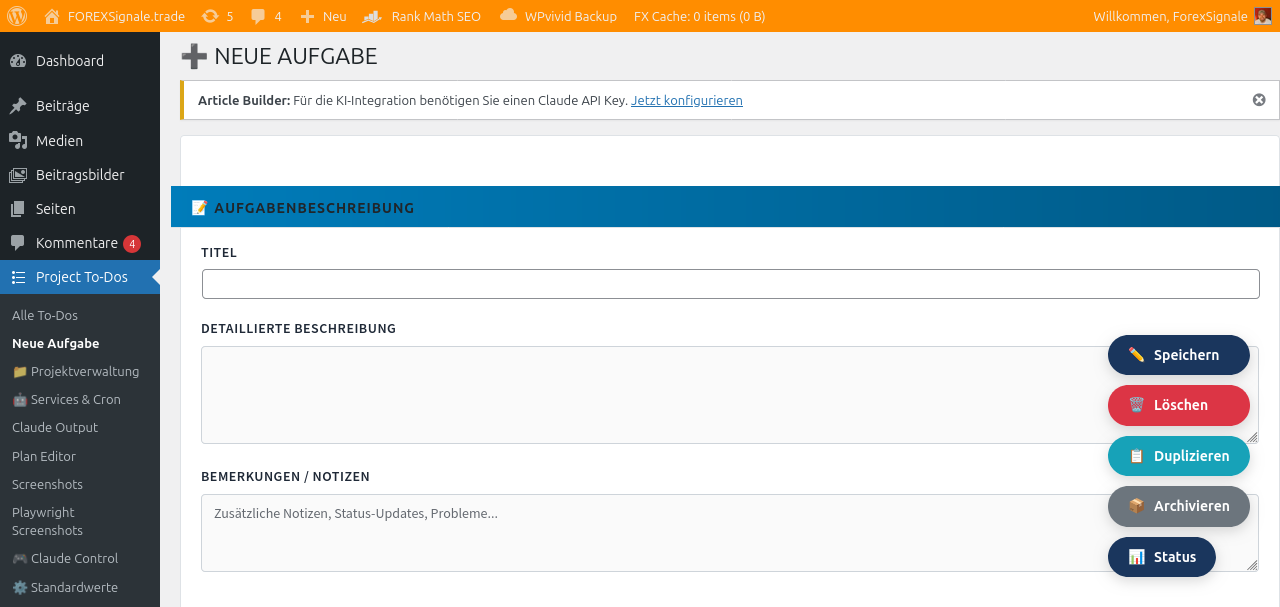 FOREXSignale.trade 5 4 Neu Rank Math SEO WPvivid Backup FX Cache: 0 items (0 B) Willkommen, ForexSignale
Dashboard
Beiträge
Medien
Beitragsbilder
Seiten
Kommentare 4
Project To-Dos
Alle To-Dos
Neue Aufgabe
Projektverwaltung
Services & Cron
Claude Output
Plan Editor
Screenshots
Playwright
Screenshots
Claude Control
Standardwerte
NEUE AUFGABE
Article Builder: Für die KI-Integration benötigen Sie einen Claude API Key. Jetzt konfigurieren
AUFGABENBESCHREIBUNG
TITEL
DETAILLIERTE BESCHREIBUNG
BEMERKUNGEN / NOTIZEN
Zusätzliche Notizen, Status-Updates, Probleme...
Speichern
Löschen
Duplizieren
Archivieren
Status